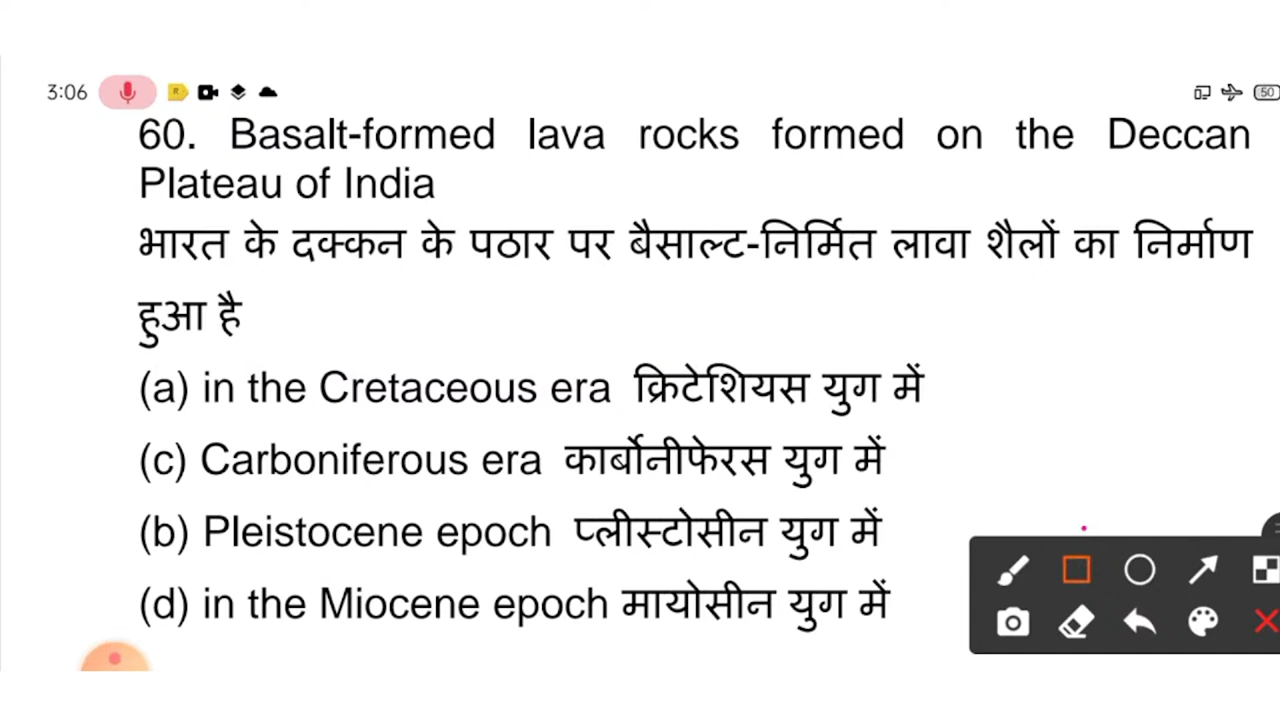 3:06 R 50
60. Basalt-formed lava rocks formed on the Deccan
Plateau of India
भारत के दक्कन के पठार पर बैसाल्ट-निर्मित लावा शैलों का निर्माण
हुआ है
(a) in the Cretaceous era क्रिटेशियस युग में
(c) Carboniferous era कार्बोनीफेरस युग में
(b) Pleistocene epoch प्लीस्टोसीन युग में
(d) in the Miocene epoch मायोसीन युग में